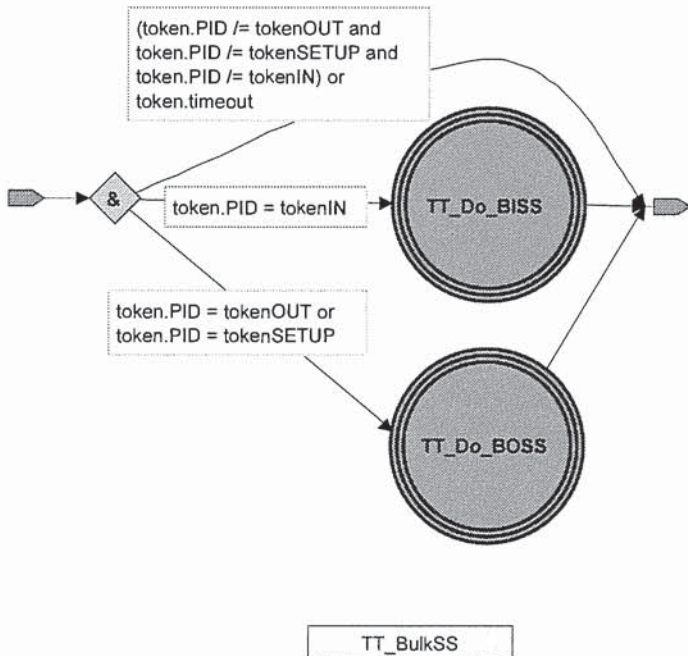 (token.PID /= tokenOUT and
token.PID /= tokenSETUP and
token.PID /= tokenIN) or
token.timeout
&
token.PID = tokenIN
TT_Do_BISS
token.PID = tokenOUT or
token.PID = tokenSETUP
TT_Do_BOSS
TT_BulkSS